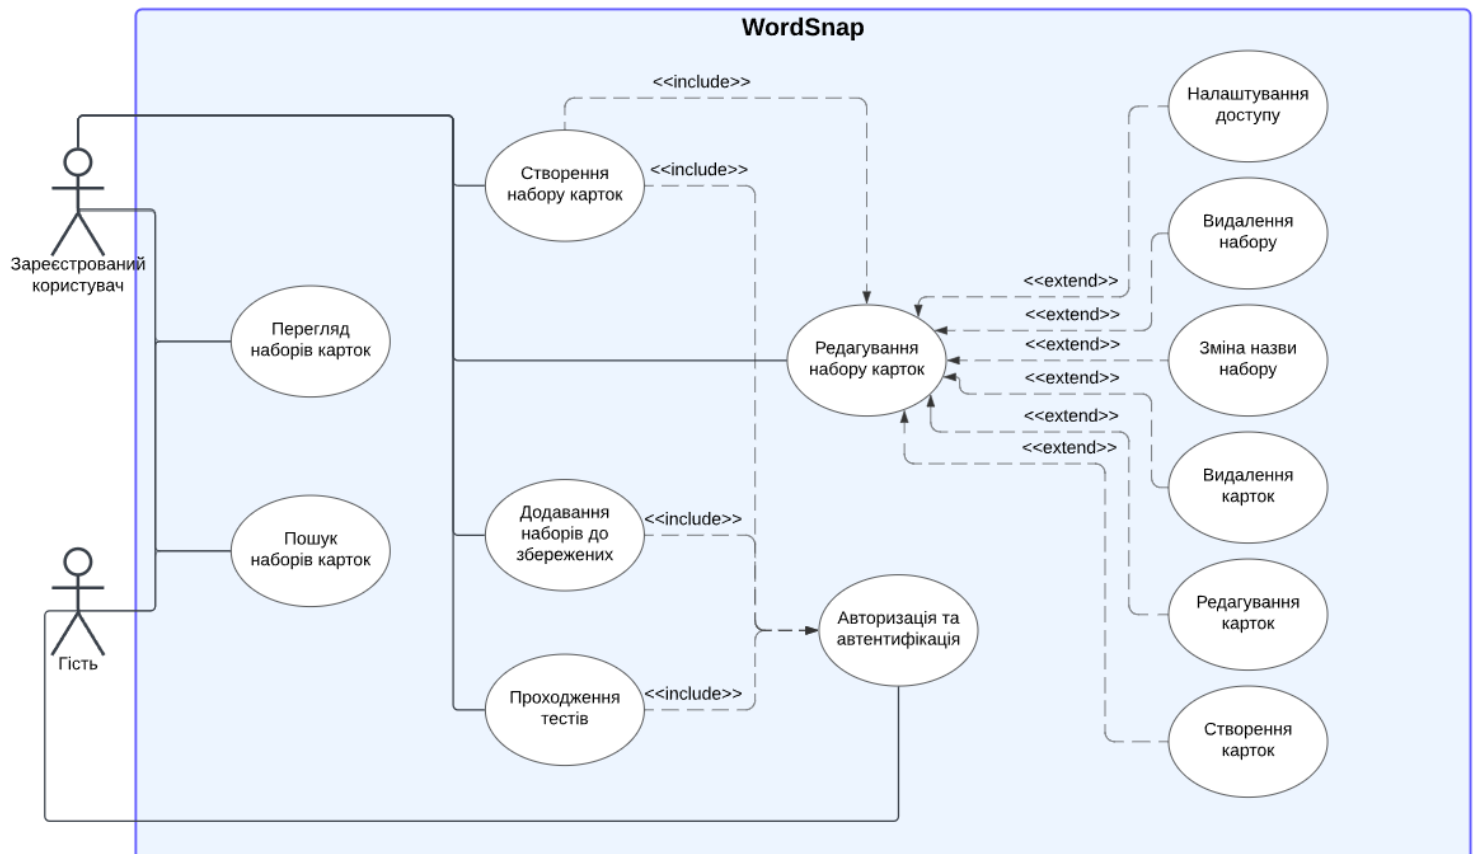 WordSnap
<<include>>
Налаштування
доступу
Створення
набору карток
<<include>>
Видалення
набору
Зареєстрований
користувач
<<extend>>
<<extend>>
Перегляд
наборів карток
Редагування
набору карток
<<extend>>
Зміна назви
набору
<<extend>>
<<extend>>
<<extend>>
Видалення
карток
Пошук
наборів карток
Додавання
наборів до
збережених
<<include>>
Гість
Авторизація та
автентифікація
Редагування
карток
Проходження
тестів
<<include>>
Створення
карток